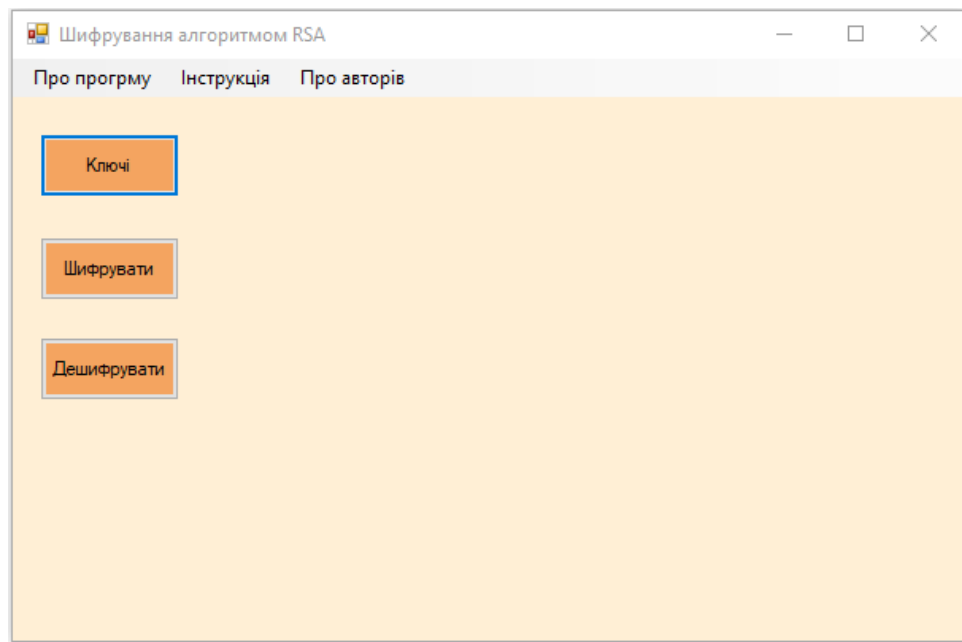 Шифрування алгоритмом RSA
Про прогрму Інструкція Про авторів
Ключі
Шифрувати
Дешифрувати